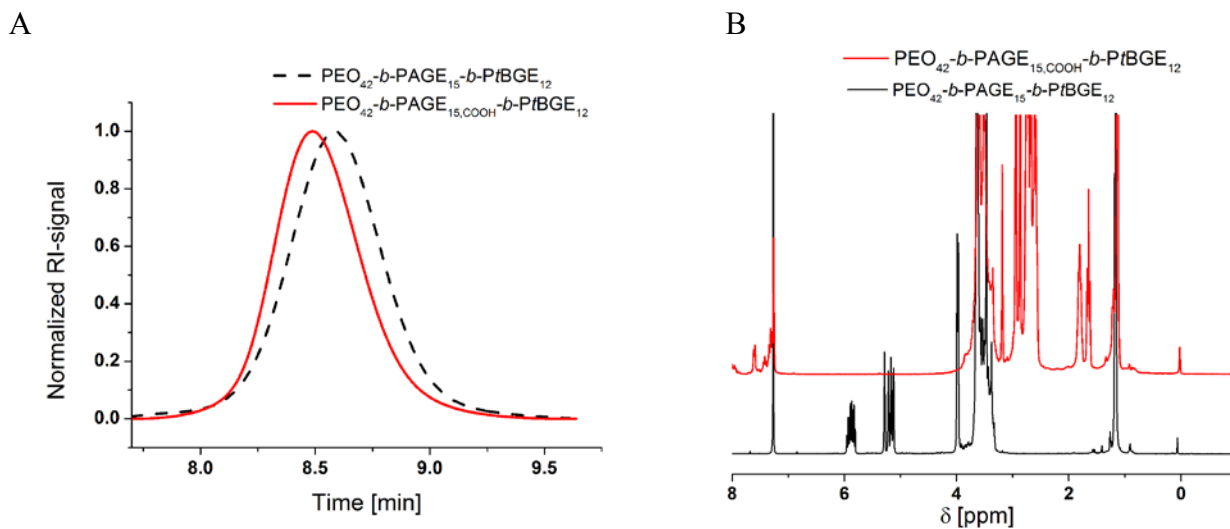 A
PEO₄₂-b-PAGE₁₅-b-PtBGE₁₂
PEO₄₂-b-PAGE₁₅,COOH-b-PtBGE₁₂
1.0
0.8
0.6
0.4
0.2
0.0
Normalized RI-signal
8.0 8.5 9.0 9.5
Time [min]
B
PEO₄₂-b-PAGE₁₅,COOH-b-PtBGE₁₂
PEO₄₂-b-PAGE₁₅-b-PtBGE₁₂
8 6 4 2 0
δ [ppm]